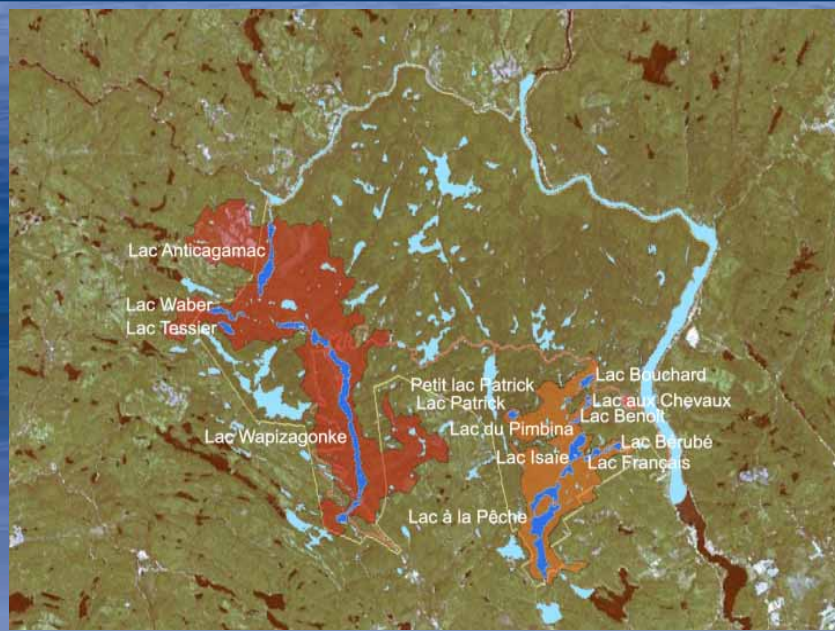 Lac Anticagamac
Lac Waber
Lac Tessier
Lac Bouchard
Petit lac Patrick
Lac Patrick
Lac aux Chevaux
Lac Benoit
Lac du Pimbina
Lac Wapizagonke
Lac Bérubé
Lac Isaïe
Lac Français
Lac à la Pêche